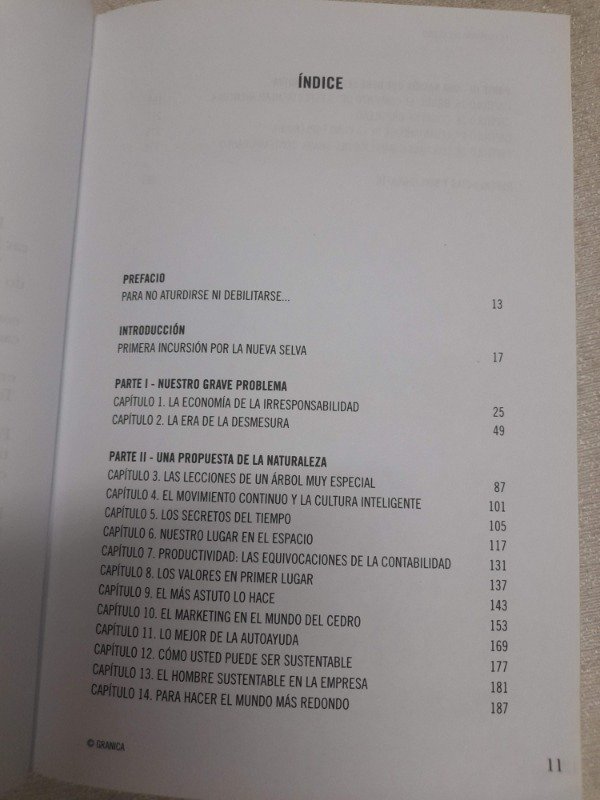 ÍNDICE
PREFACIO
PARA NO ATURDIRSE NI DEBILITARSE... 13
INTRODUCCIÓN
PRIMERA INCURSIÓN POR LA NUEVA SELVA 17
PARTE I - NUESTRO GRAVE PROBLEMA
CAPÍTULO 1. LA ECONOMÍA DE LA IRRESPONSABILIDAD 25
CAPÍTULO 2. LA ERA DE LA DESMESURA 49
PARTE II - UNA PROPUESTA DE LA NATURALEZA
CAPÍTULO 3. LAS LECCIONES DE UN ÁRBOL MUY ESPECIAL 87
CAPÍTULO 4. EL MOVIMIENTO CONTINUO Y LA CULTURA INTELIGENTE 101
CAPÍTULO 5. LOS SECRETOS DEL TIEMPO 105
CAPÍTULO 6. NUESTRO LUGAR EN EL ESPACIO 117
CAPÍTULO 7. PRODUCTIVIDAD: LAS EQUIVOCACIONES DE LA CONTABILIDAD 131
CAPÍTULO 8. LOS VALORES EN PRIMER LUGAR 137
CAPÍTULO 9. EL MÁS ASTUTO LO HACE 143
CAPÍTULO 10. EL MARKETING EN EL MUNDO DEL CEDRO 153
CAPÍTULO 11. LO MEJOR DE LA AUTOAYUDA 169
CAPÍTULO 12. CÓMO USTED PUEDE SER SUSTENTABLE 177
CAPÍTULO 13. EL HOMBRE SUSTENTABLE EN LA EMPRESA 181
CAPÍTULO 14. PARA HACER EL MUNDO MÁS REDONDO 187
© GRANICA
11